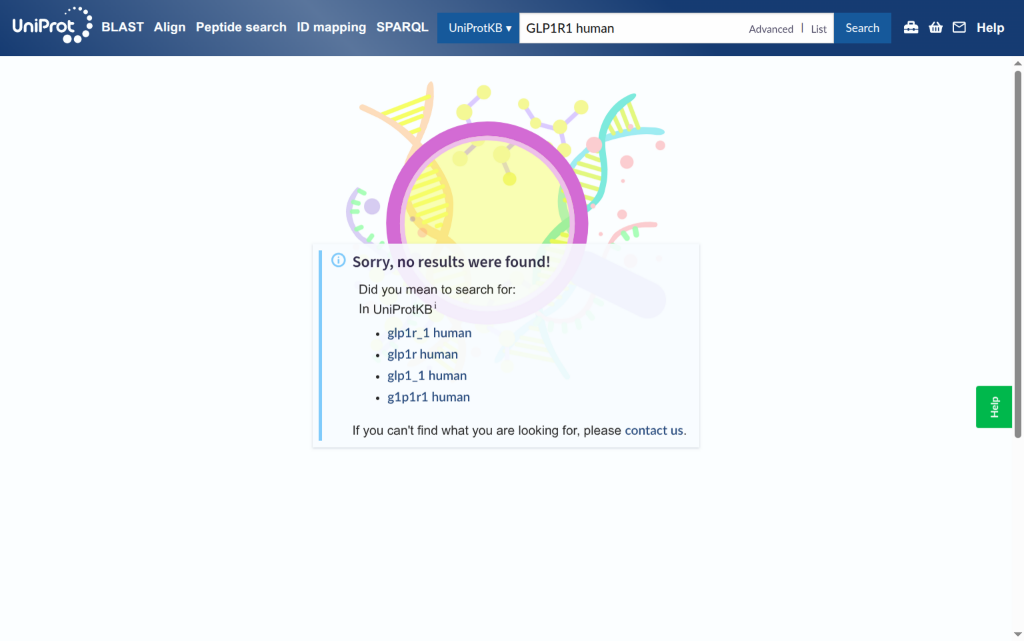 UniProt BLAST Align Peptide search ID mapping SPARQL UniProtKB ▾ GLP1R1 human Advanced | List Search Help
Sorry, no results were found!
Did you mean to search for:
In UniProtKB i
• glp1r_1 human
• glp1r human
• glp1_1 human
• g1p1r1 human
If you can't find what you are looking for, please contact us.
Help